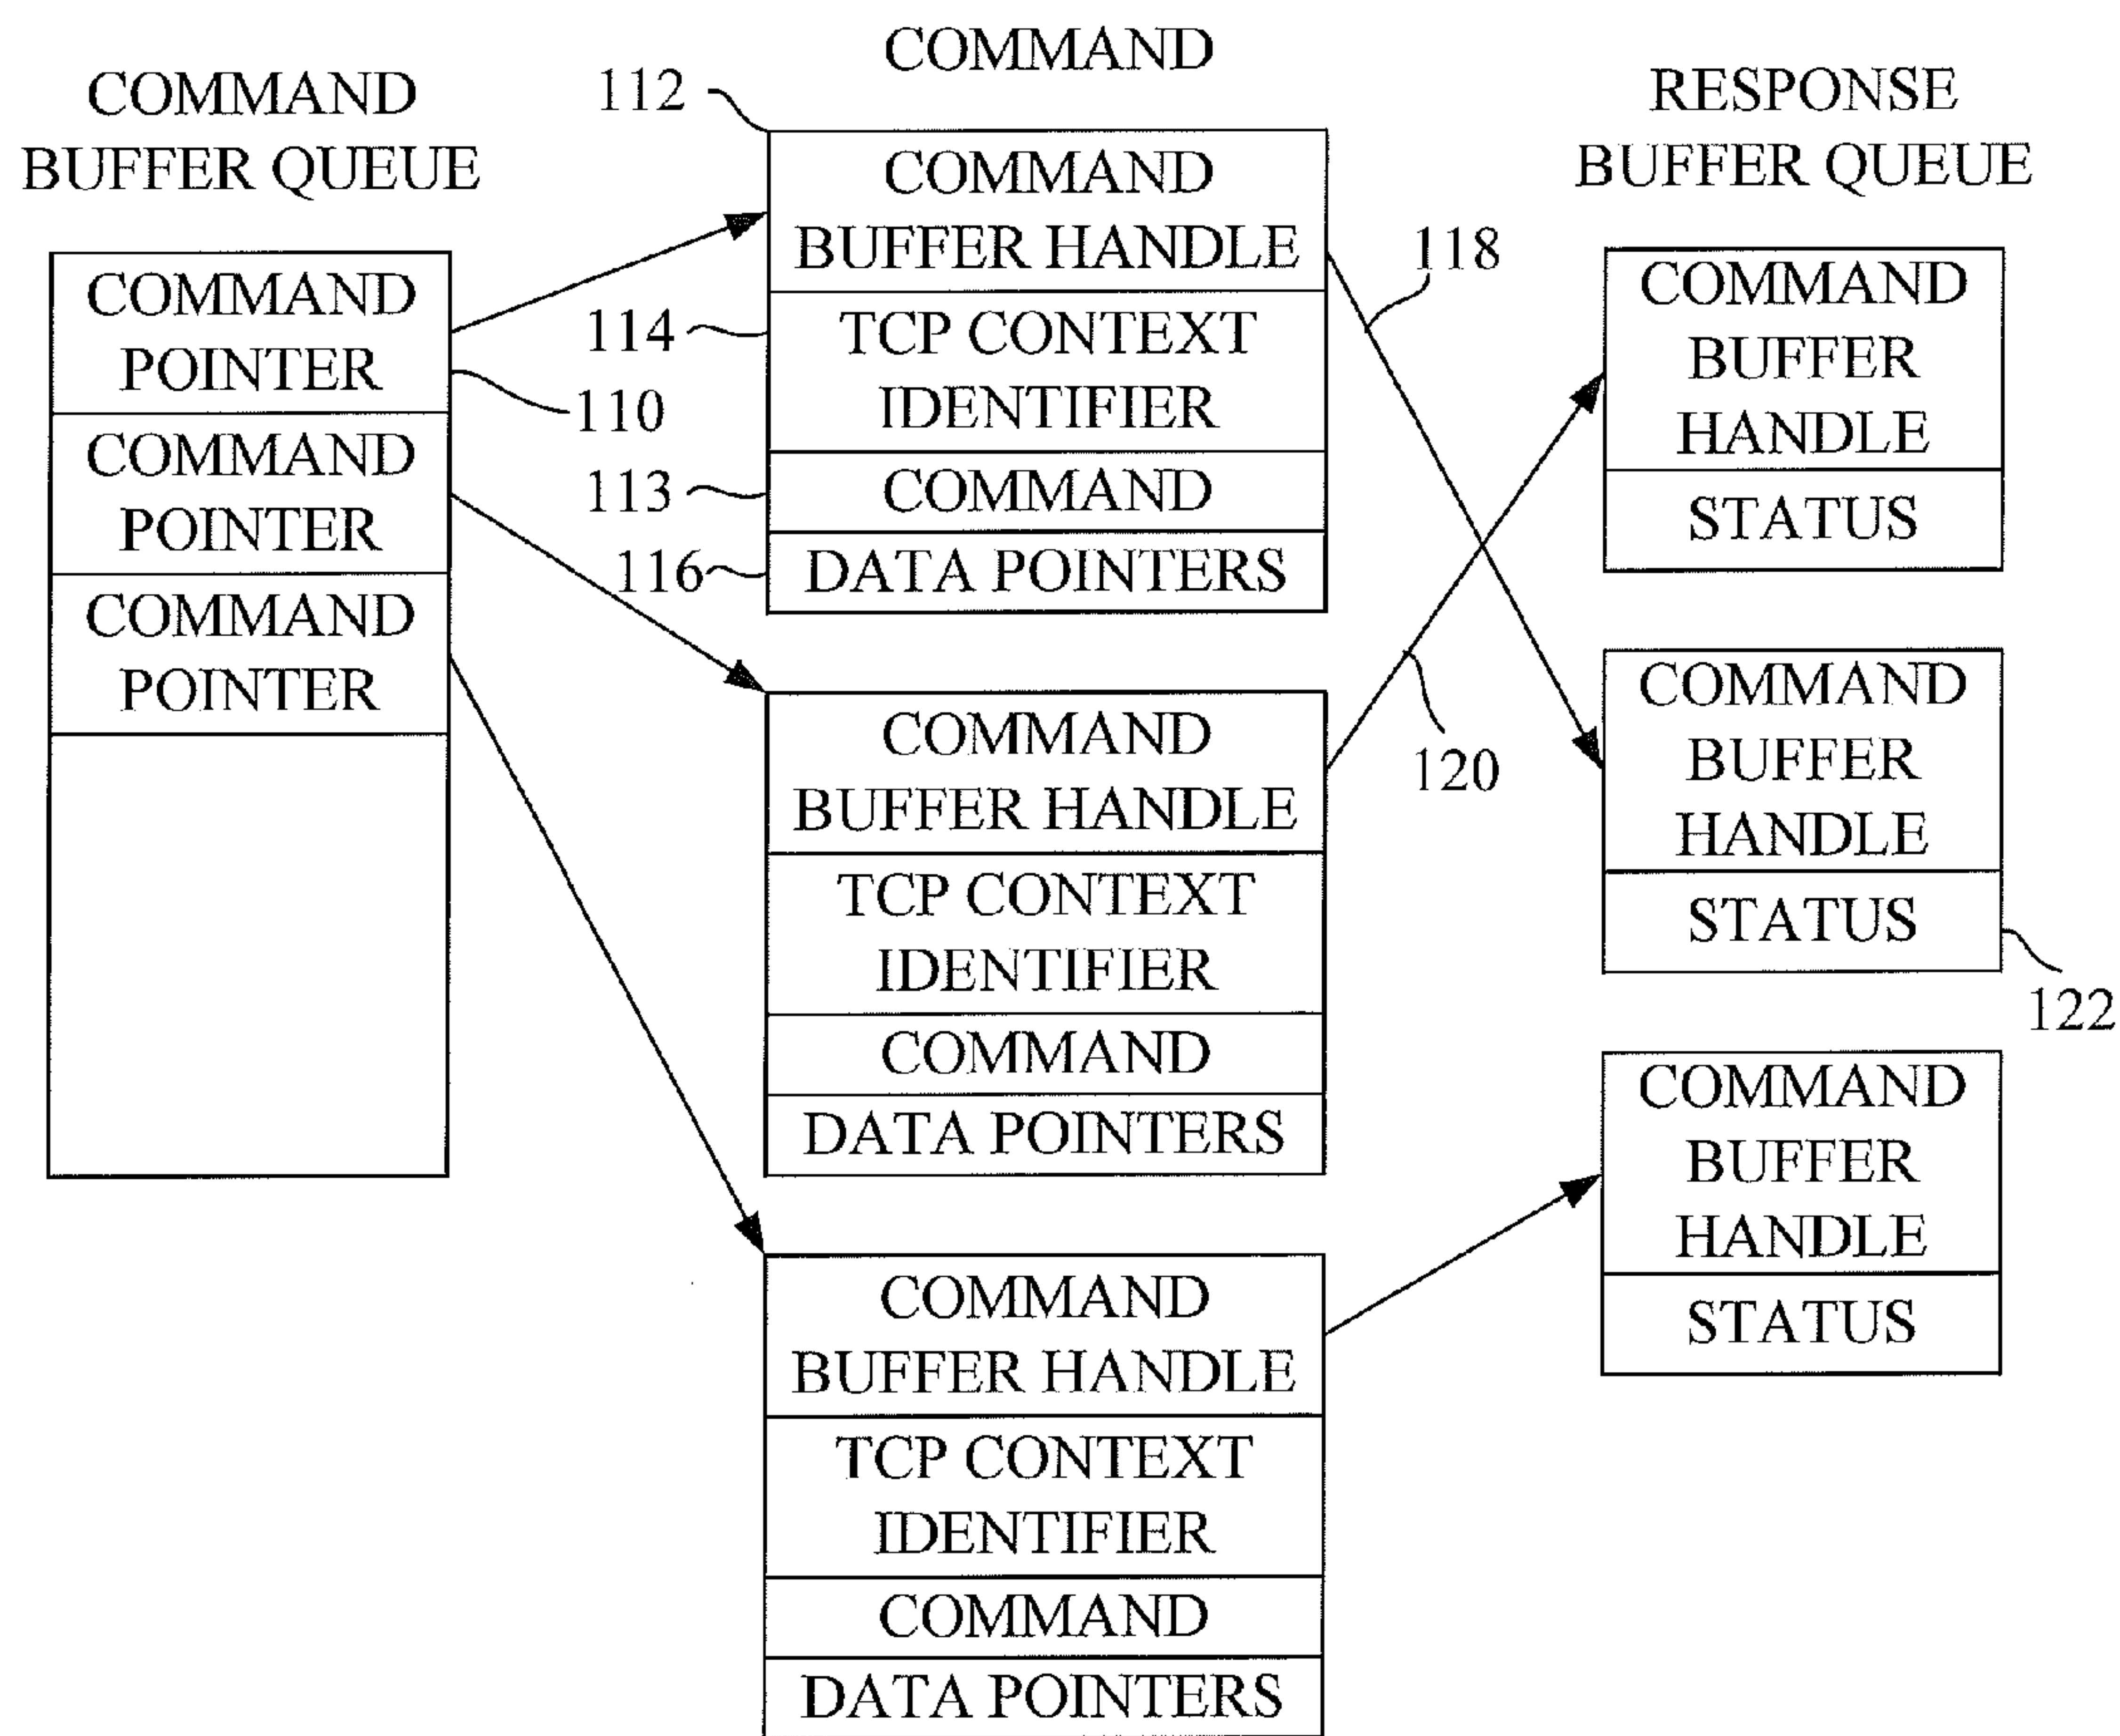 COMMAND
BUFFER QUEUE
COMMAND
POINTER
COMMAND
POINTER
COMMAND
POINTER
110
COMMAND
112
COMMAND
BUFFER HANDLE
114
TCP CONTEXT
IDENTIFIER
113
COMMAND
116
DATA POINTERS
COMMAND
BUFFER HANDLE
TCP CONTEXT
IDENTIFIER
COMMAND
DATA POINTERS
COMMAND
BUFFER HANDLE
TCP CONTEXT
IDENTIFIER
COMMAND
DATA POINTERS
118
120
RESPONSE
BUFFER QUEUE
COMMAND
BUFFER
HANDLE
STATUS
COMMAND
BUFFER
HANDLE
STATUS
122
COMMAND
BUFFER
HANDLE
STATUS